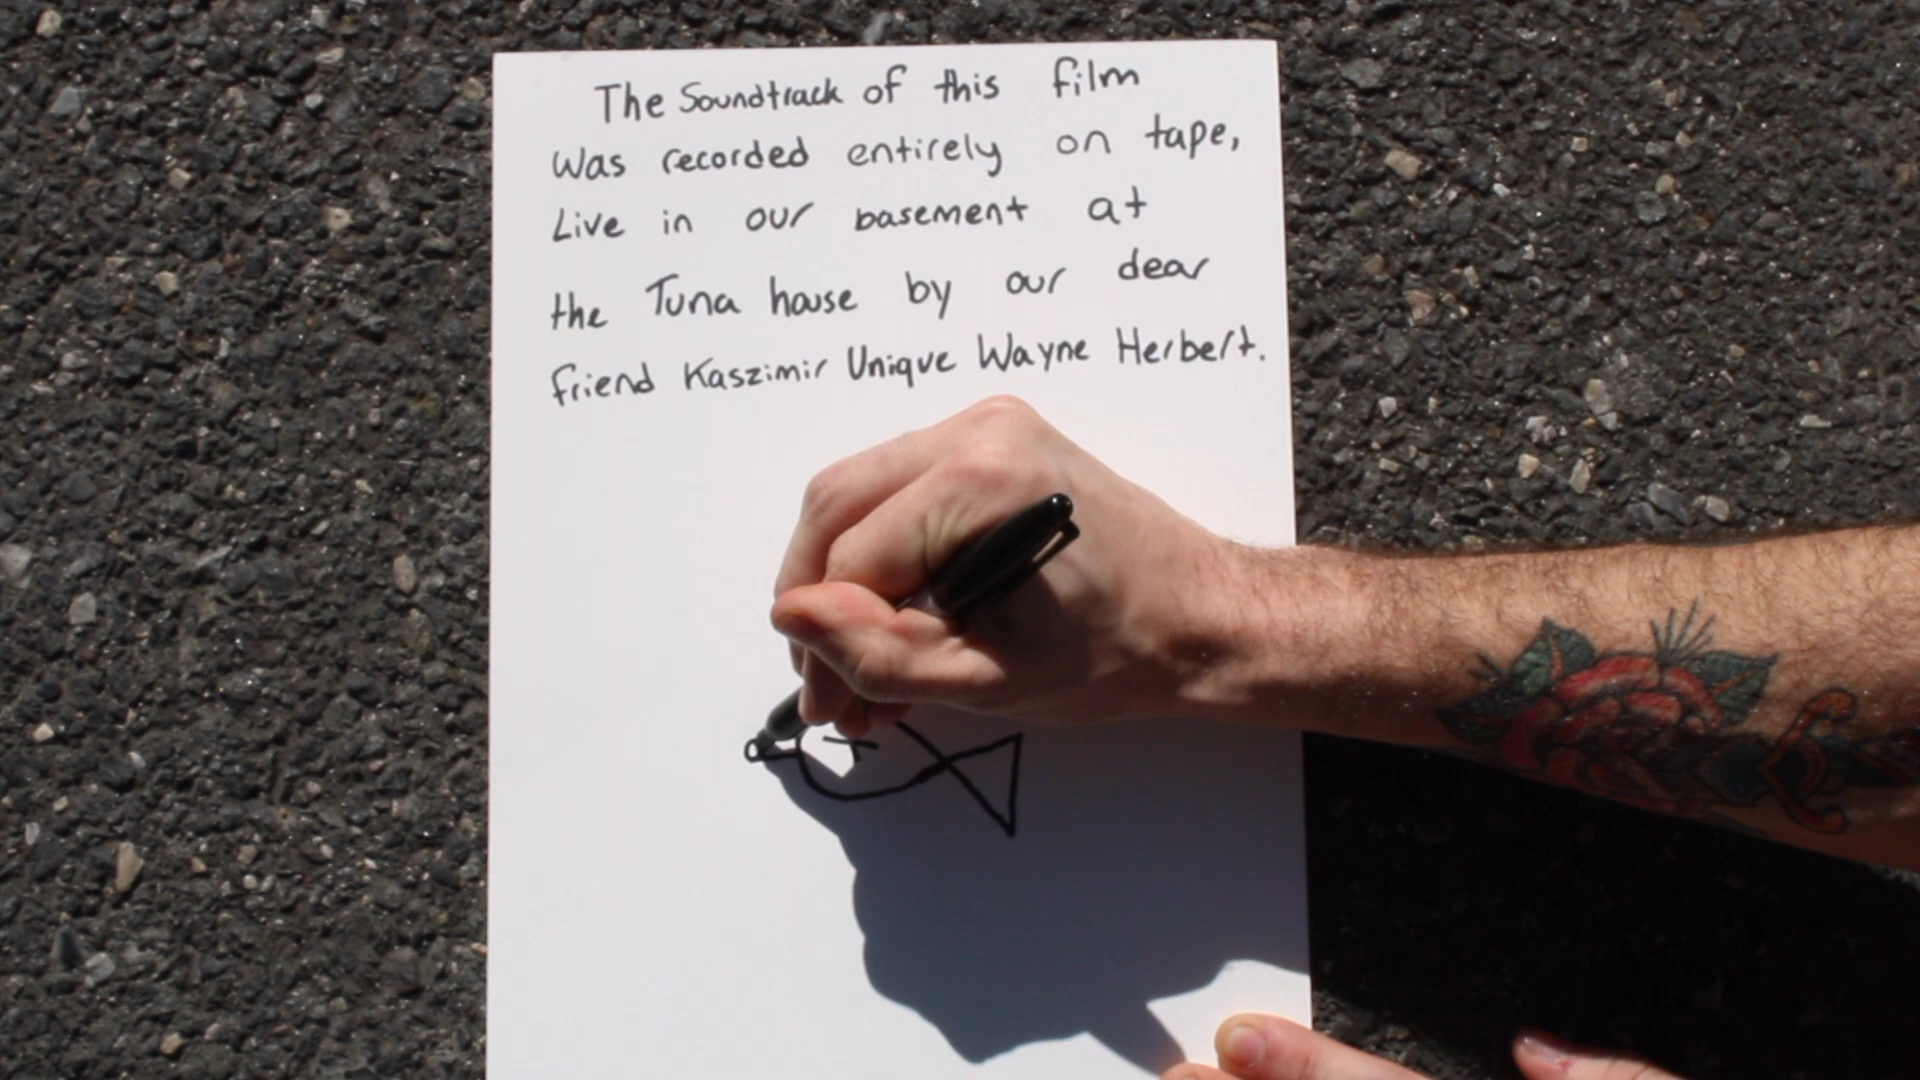 The Soundtrack of this film
was recorded entirely on tape,
Live in our basement at
the Tuna house by our dear
friend Kaszimir Unique Wayne Herbert.